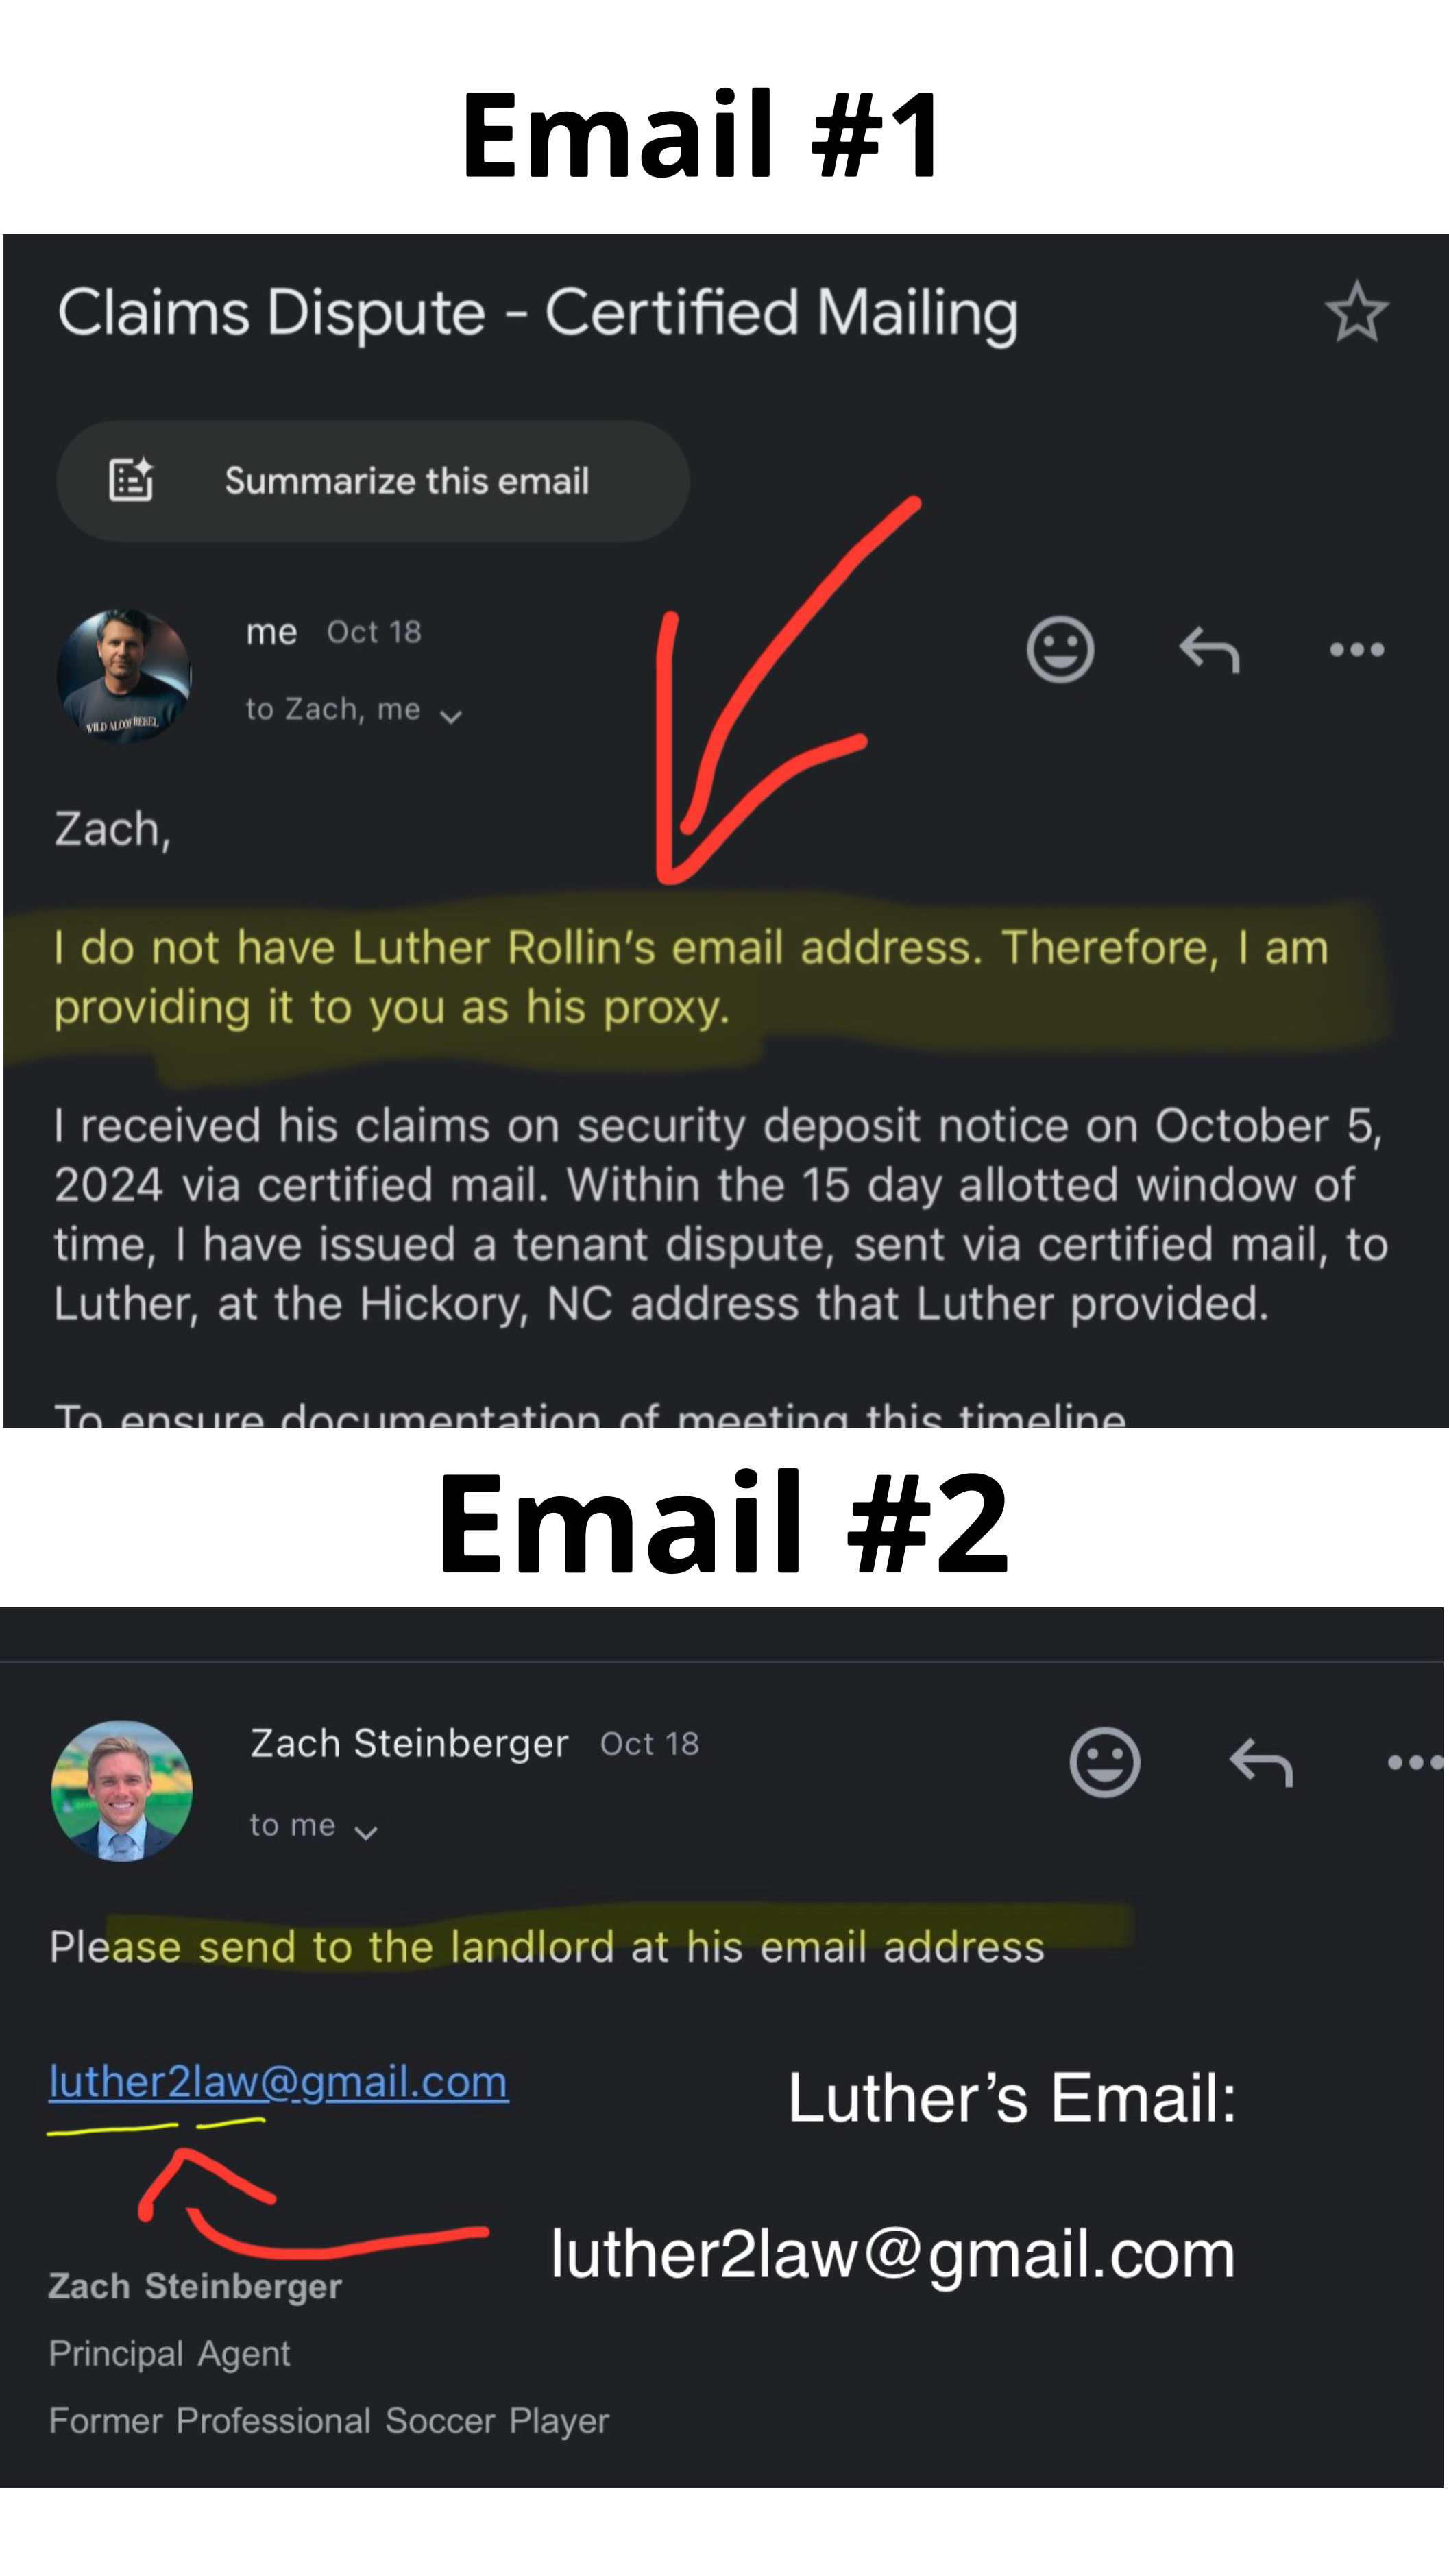 Email #1
Claims Dispute - Certified Mailing
Summarize this email
me Oct 18
to Zach, me
WILD ALOOF REBEL
Zach,
I do not have Luther Rollin’s email address. Therefore, I am
providing it to you as his proxy.
I received his claims on security deposit notice on October 5,
2024 via certified mail. Within the 15 day allotted window of
time, I have issued a tenant dispute, sent via certified mail, to
Luther, at the Hickory, NC address that Luther provided.
To ensure documentation of meeting this timeline
Email #2
Zach Steinberger Oct 18
to me
Please send to the landlord at his email address
luther2law@gmail.com
Luther’s Email:
luther2law@gmail.com
Zach Steinberger
Principal Agent
Former Professional Soccer Player